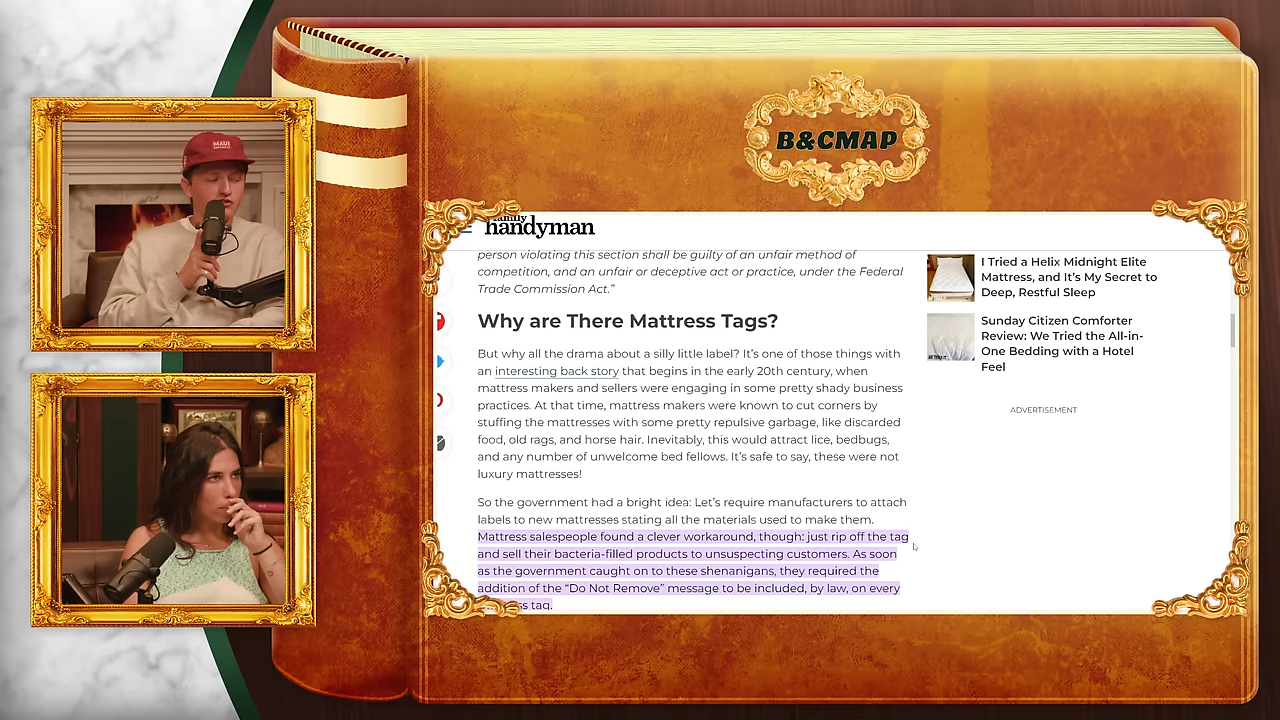 MAUI
B&CMAP
family
handyman
person violating this section shall be guilty of an unfair method of
competition, and an unfair or deceptive act or practice, under the Federal
Trade Commission Act.”
Why are There Mattress Tags?
But why all the drama about a silly little label? It’s one of those things with
an interesting back story that begins in the early 20th century, when
mattress makers and sellers were engaging in some pretty shady business
practices. At that time, mattress makers were known to cut corners by
stuffing the mattresses with some pretty repulsive garbage, like discarded
food, old rags, and horse hair. Inevitably, this would attract lice, bedbugs,
and any number of unwelcome bed fellows. It’s safe to say, these were not
luxury mattresses!
So the government had a bright idea: Let’s require manufacturers to attach
labels to new mattresses stating all the materials used to make them.
Mattress salespeople found a clever workaround, though: just rip off the tag
and sell their bacteria-filled products to unsuspecting customers. As soon
as the government caught on to these shenanigans, they required the
addition of the “Do Not Remove” message to be included, by law, on every
tag.
I Tried a Helix Midnight Elite
Mattress, and It’s My Secret to
Deep, Restful Sleep
Sunday Citizen Comforter
Review: We Tried the All-in-
One Bedding with a Hotel
Feel
ADVERTISEMENT